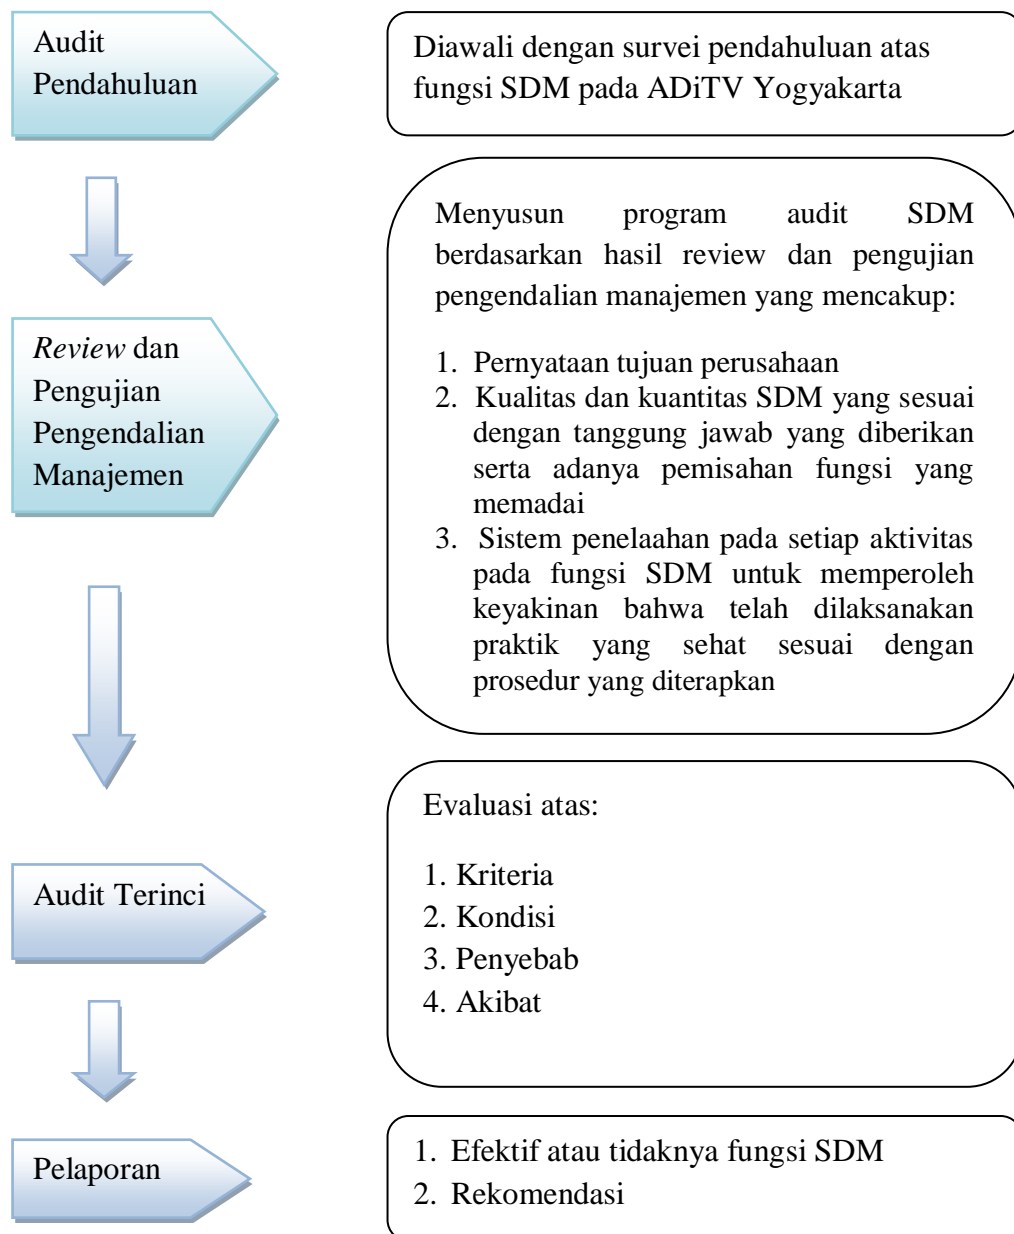 Audit
Pendahuluan
Diawali dengan survei pendahuluan atas
fungsi SDM pada ADiTV Yogyakarta
Review dan
Pengujian
Pengendalian
Manajemen
Menyusun program audit SDM
berdasarkan hasil review dan pengujian
pengendalian manajemen yang mencakup:
1. Pernyataan tujuan perusahaan
2. Kualitas dan kuantitas SDM yang sesuai
dengan tanggung jawab yang diberikan
serta adanya pemisahan fungsi yang
memadai
3. Sistem penelaahan pada setiap aktivitas
pada fungsi SDM untuk memperoleh
keyakinan bahwa telah dilaksanakan
praktik yang sehat sesuai dengan
prosedur yang diterapkan
Audit Terinci
Evaluasi atas:
1. Kriteria
2. Kondisi
3. Penyebab
4. Akibat
Pelaporan
1. Efektif atau tidaknya fungsi SDM
2. Rekomendasi